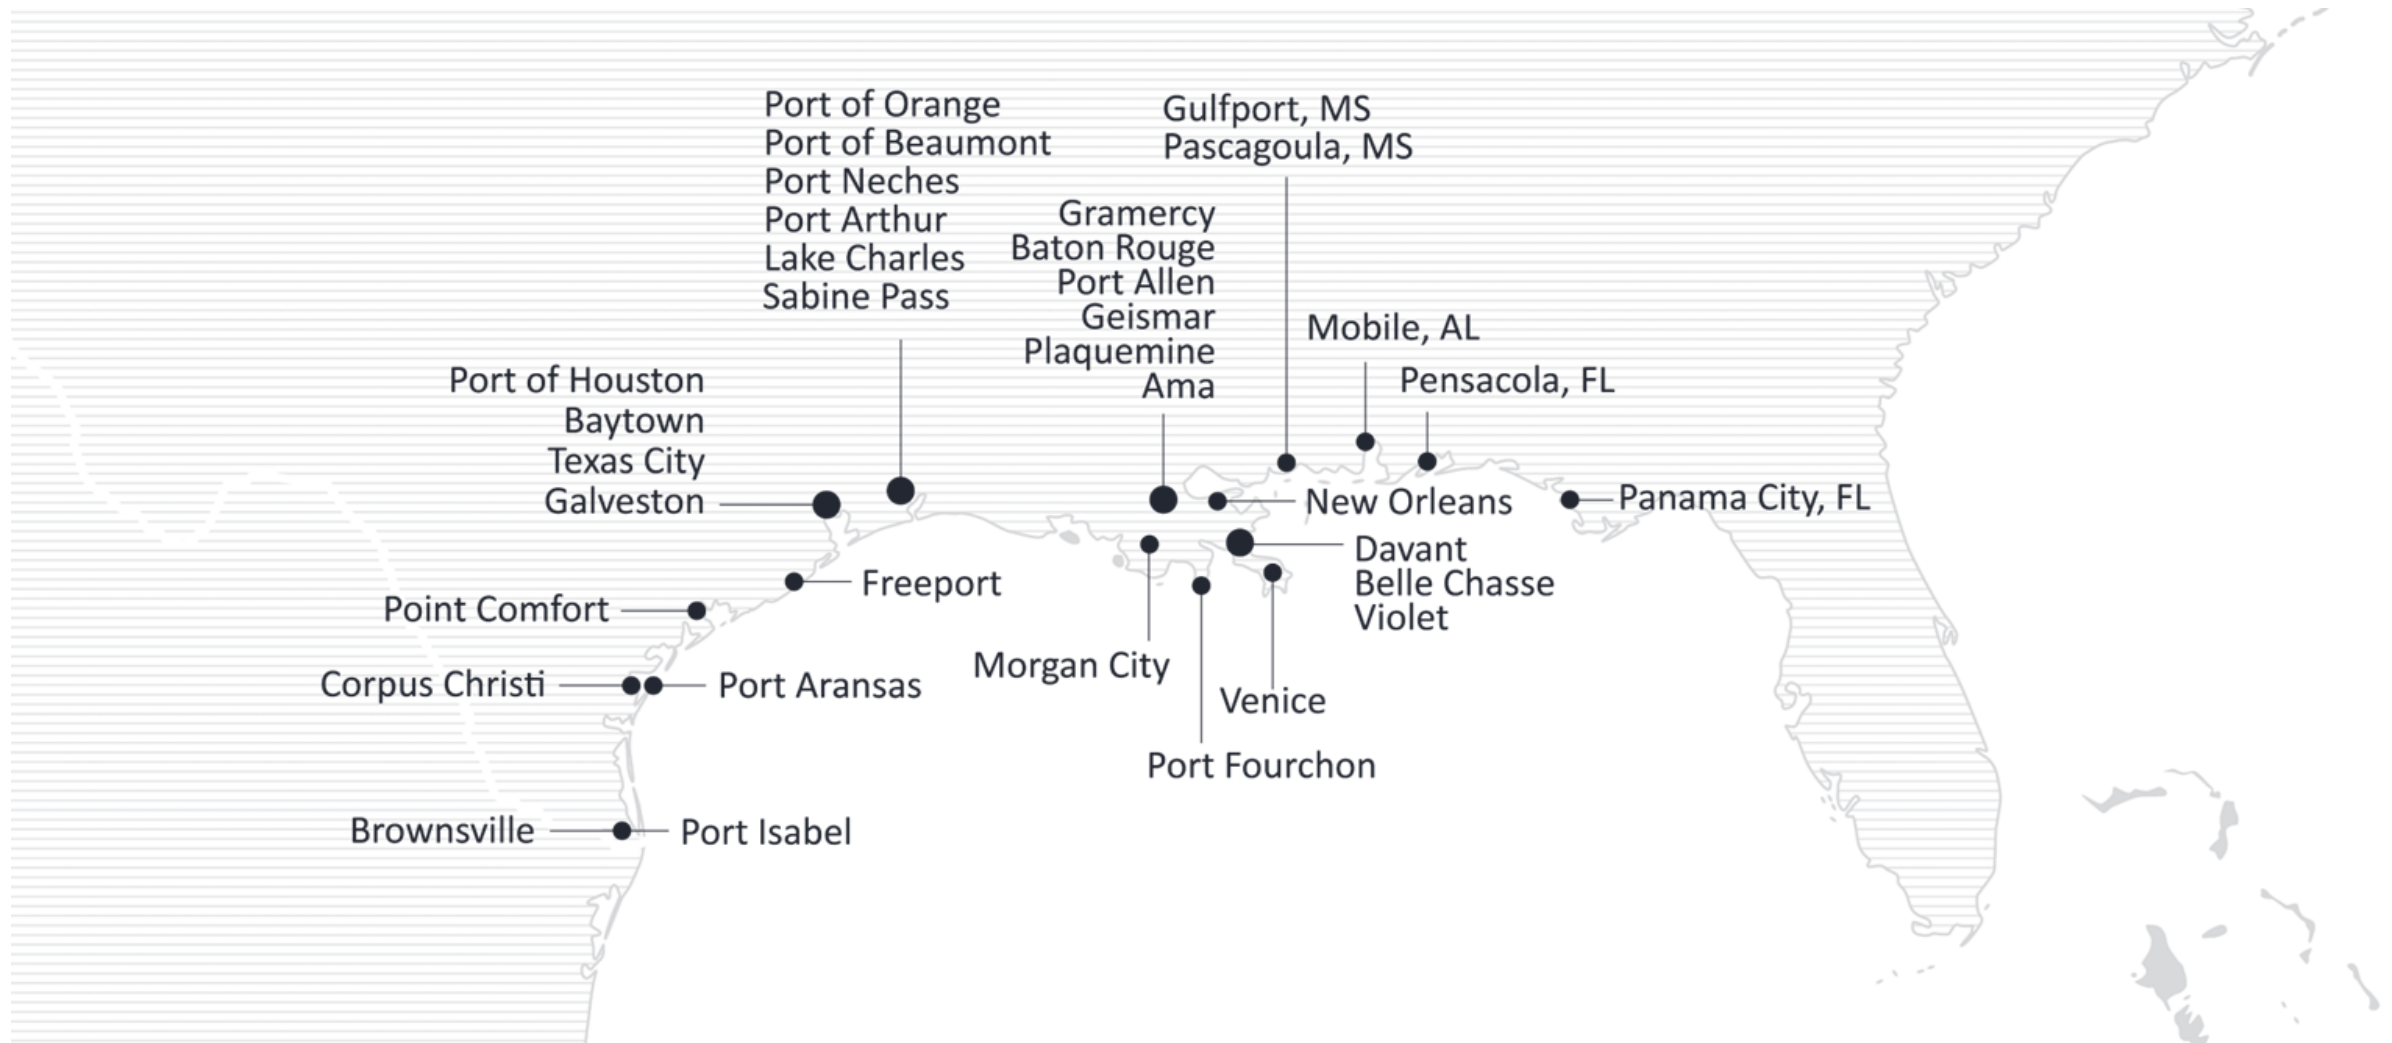 Port of Orange
Port of Beaumont
Port Neches
Port Arthur
Lake Charles
Sabine Pass
Gulfport, MS
Pascagoula, MS
Gramercy
Baton Rouge
Port Allen
Geismar
Plaquemine
Ama
Mobile, AL
Pensacola, FL
Port of Houston
Baytown
Texas City
Galveston
New Orleans
Panama City, FL
Davant
Belle Chasse
Violet
Freeport
Point Comfort
Morgan City
Corpus Christi
Port Aransas
Venice
Port Fourchon
Brownsville
Port Isabel